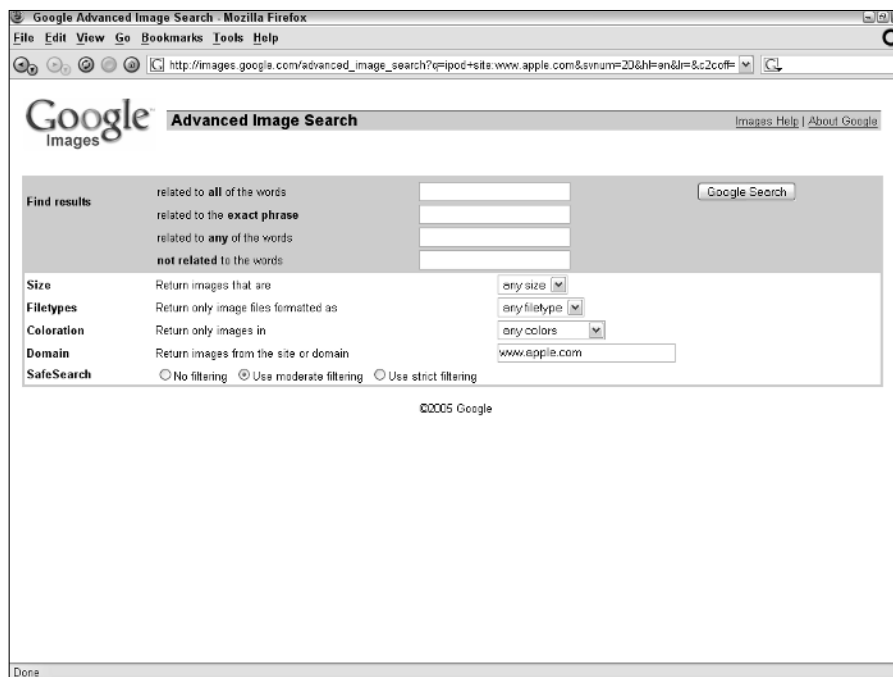 Google Advanced Image Search - Mozilla Firefox
File Edit View Go Bookmarks Tools Help
http://images.google.com/advanced_image_search?q=ipod+site:www.apple.com&svnum=20&hl=en&lr=&c2coff=
Google Images Advanced Image Search Images Help | About Google
Find results related to all of the words Google Search
related to the exact phrase
related to any of the words
not related to the words
Size Return images that are any size
Filetypes Return only image files formatted as any filetype
Coloration Return only images in any colors
Domain Return images from the site or domain www.apple.com
SafeSearch No filtering Use moderate filtering Use strict filtering
©2005 Google
Done